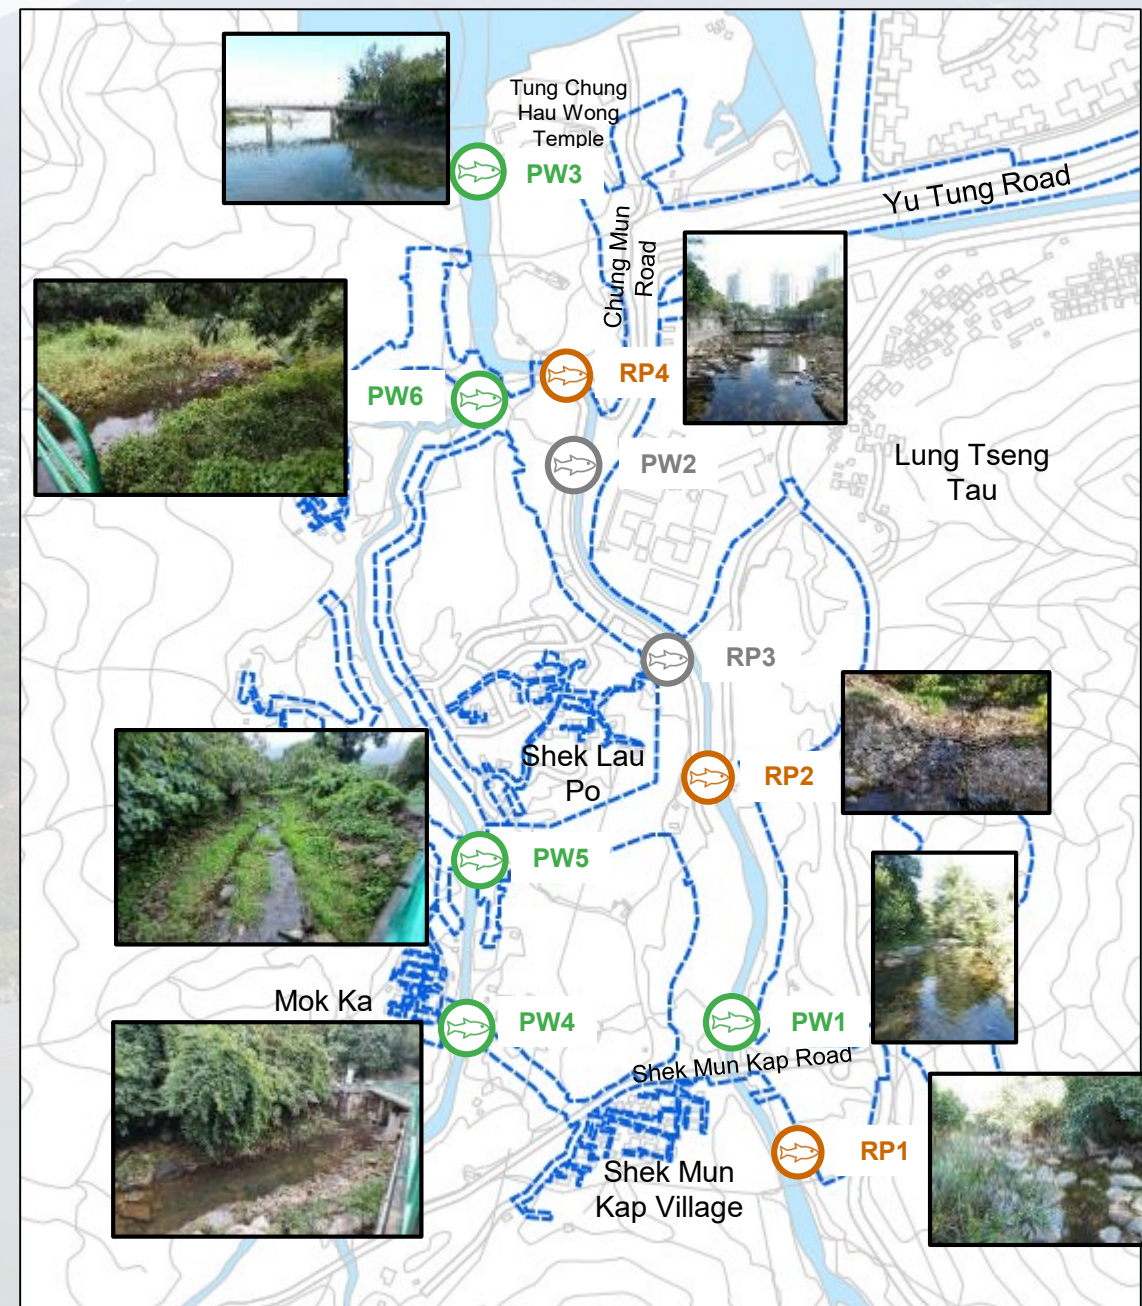 Tung Chung
Hau Wong
Temple
PW3
Yu Tung Road
Chung Mun
Road
RP4
PW6
PW2
Lung Tseng
Tau
RP3
Shek Lau
Po
RP2
PW5
Mok Ka
PW4
PW1
Shek Mun Kap Road
RP1
Shek Mun
Kap Village